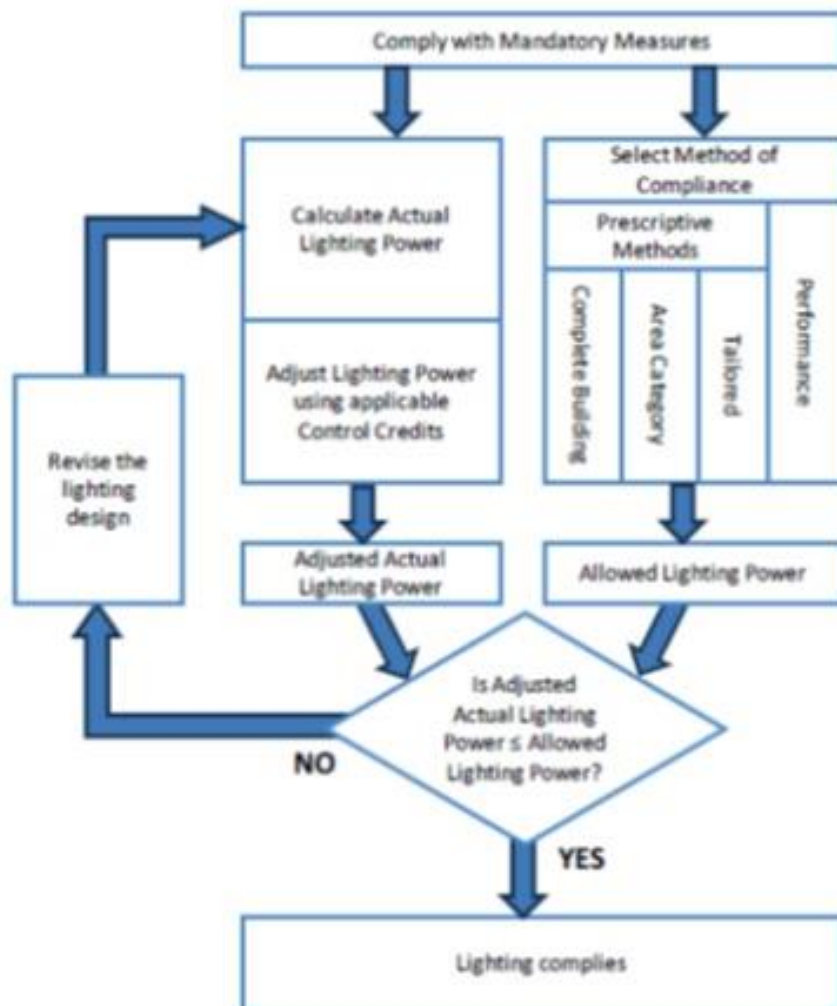 Comply with Mandatory Measures
Calculate Actual
Lighting Power
Adjust Lighting Power
using applicable
Control Credits
Select Method of
Compliance
Prescriptive
Methods
Complete Building
Area Category
Tailored
Performance
Revise the
lighting
design
Adjusted Actual
Lighting Power
Allowed Lighting Power
Is Adjusted
Actual Lighting
Power ≤ Allowed
Lighting Power?
NO
YES
Lighting complies